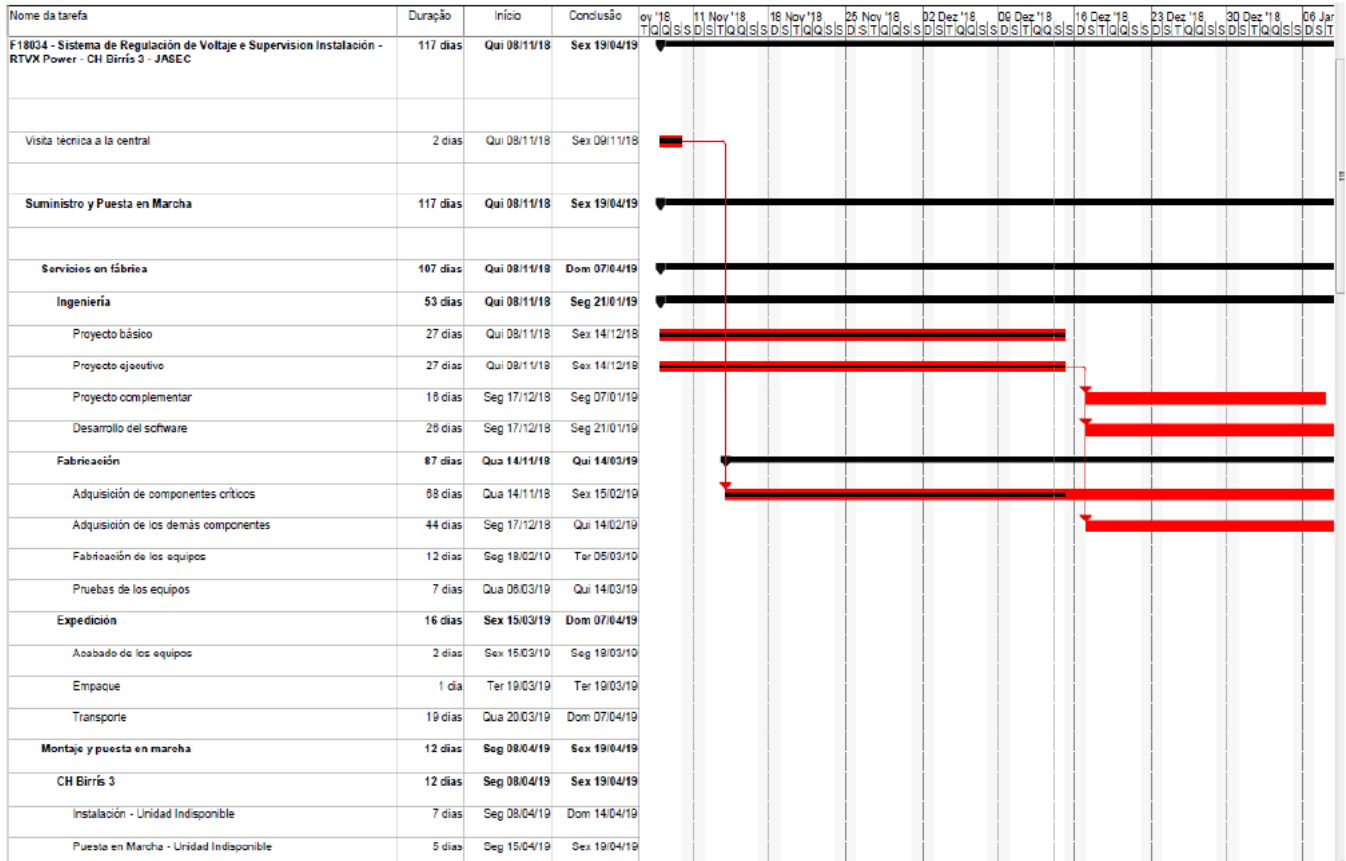 Nome da tarefa Duração Início Conclusão ov '18 11 Nov '18 18 Nov '18 25 Nov '18 02 Dez '18 09 Dez '18 16 Dez '18 23 Dez '18 30 Dez '18 06 Jar
T Q Q S S D S T Q Q S S D S T Q Q S S D S T Q Q S S D S T Q Q S S D S T Q Q S S D S T Q Q S S D S T Q Q S S D S T Q Q S S D S T
F18034 - Sistema de Regulación de Voltaje e Supervision Instalación - 117 dias Qui 08/11/18 Sex 19/04/19
RTVX Power - CH Birrís 3 - JASEC
Visita técnica a la central 2 dias Qui 08/11/18 Sex 09/11/18
Suministro y Puesta en Marcha 117 dias Qui 08/11/18 Sex 19/04/19
Servicios en fábrica 107 dias Qui 08/11/18 Dom 07/04/19
Ingeniería 53 dias Qui 08/11/18 Seg 21/01/19
Proyecto básico 27 dias Qui 08/11/18 Sex 14/12/18
Proyecto ejecutivo 27 dias Qui 08/11/18 Sex 14/12/18
Proyecto complementar 16 dias Seg 17/12/18 Seg 07/01/19
Desarrollo del software 26 dias Seg 17/12/18 Seg 21/01/19
Fabricación 87 dias Qua 14/11/18 Qui 14/03/19
Adquisición de componentes críticos 68 dias Qua 14/11/18 Sex 15/02/19
Adquisición de los demás componentes 44 dias Seg 17/12/18 Qui 14/02/19
Fabricación de los equipos 12 dias Seg 18/02/19 Ter 05/03/19
Pruebas de los equipos 7 dias Qua 06/03/19 Qui 14/03/19
Expedición 16 dias Sex 15/03/19 Dom 07/04/19
Acabado de los equipos 2 dias Sex 15/03/19 Seg 18/03/19
Empaque 1 dia Ter 19/03/19 Ter 19/03/19
Transporte 19 dias Qua 20/03/19 Dom 07/04/19
Montaje y puesta en marcha 12 dias Seg 08/04/19 Sex 19/04/19
CH Birrís 3 12 dias Seg 08/04/19 Sex 19/04/19
Instalación - Unidad Indisponible 7 dias Seg 08/04/19 Dom 14/04/19
Puesta en Marcha - Unidad Indisponible 5 dias Seg 15/04/19 Sex 19/04/19